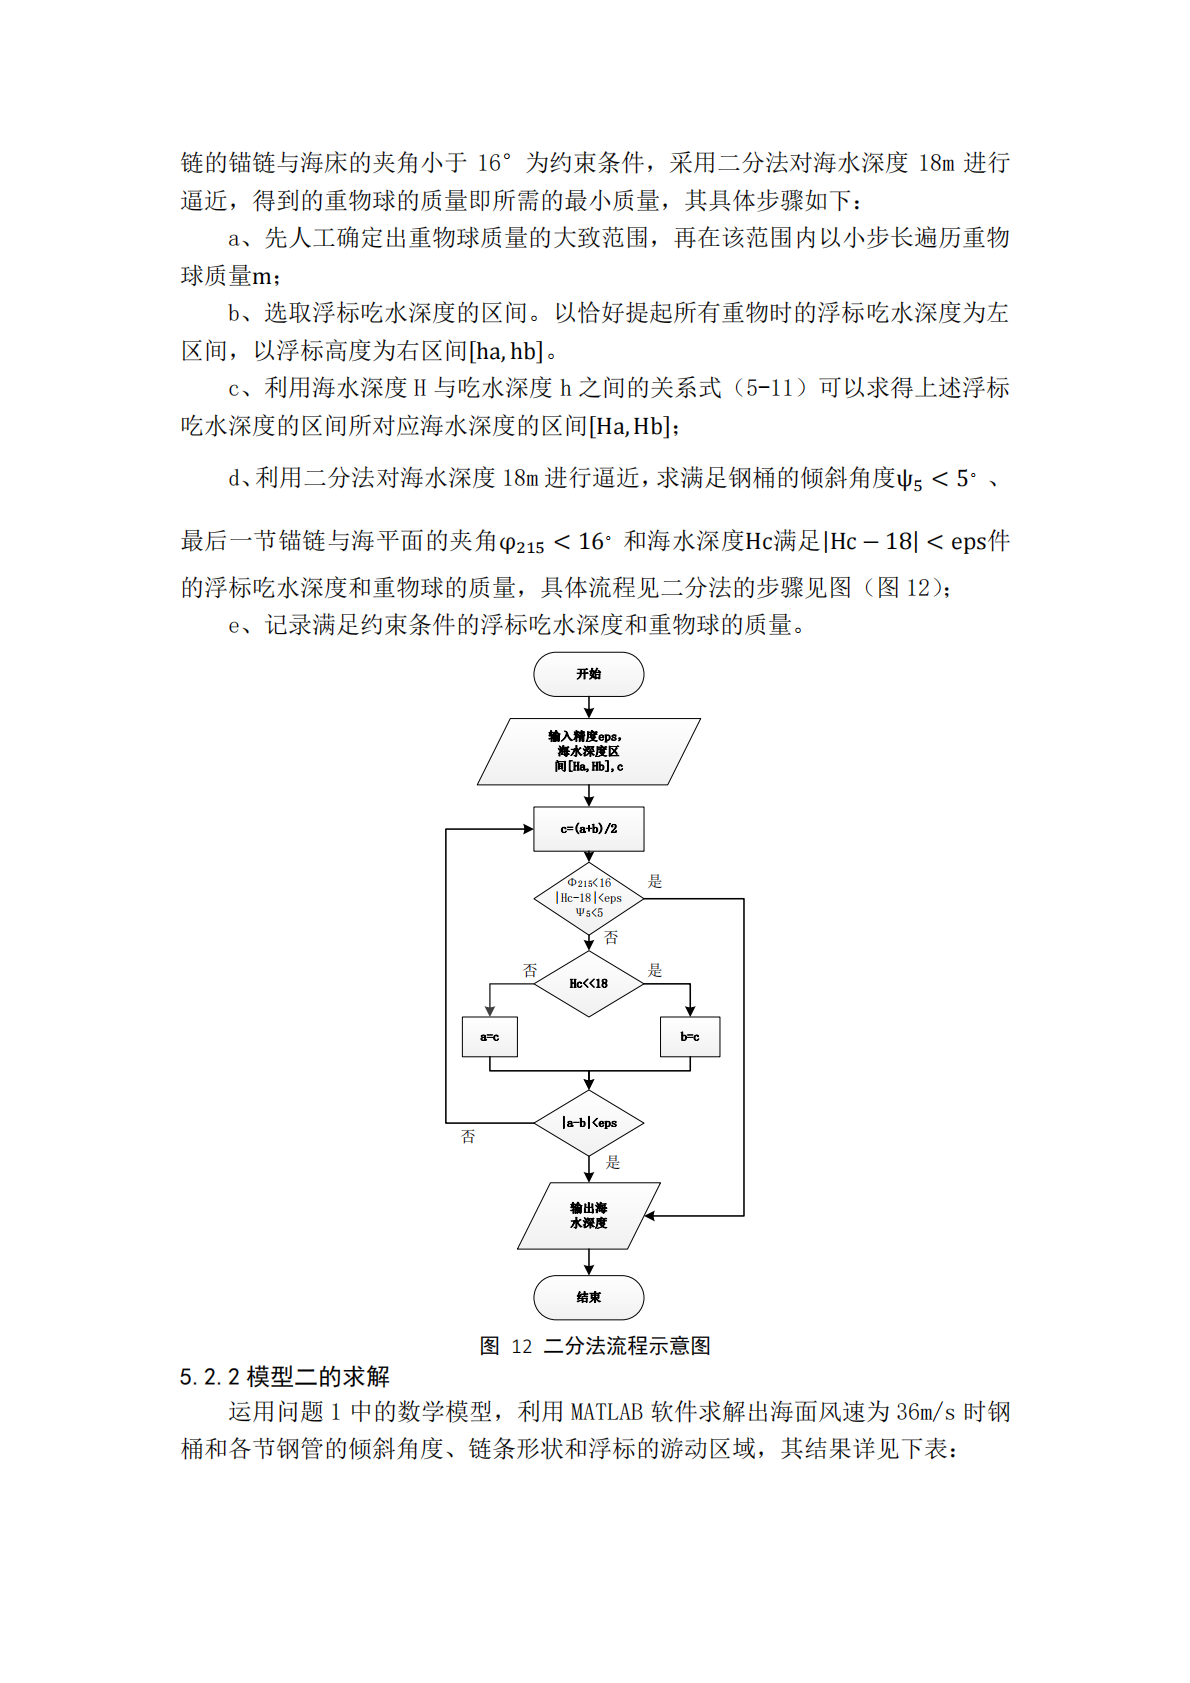 链的锚链与海床的夹角小于 16° 为约束条件，采用二分法对海水深度 18m 进行
逼近，得到的重物球的质量即所需的最小质量，其具体步骤如下：
a、先人工确定出重物球质量的大致范围，再在该范围内以小步长遍历重物
球质量m；
b、选取浮标吃水深度的区间。以恰好提起所有重物时的浮标吃水深度为左
区间，以浮标高度为右区间[ha, hb]。
c、利用海水深度 H 与吃水深度 h 之间的关系式（5-11）可以求得上述浮标
吃水深度的区间所对应海水深度的区间[Ha, Hb]；
d、利用二分法对海水深度 18m 进行逼近，求满足钢桶的倾斜角度ψ₅ < 5° 、
最后一节锚链与海平面的夹角φ₂₁₅ < 16° 和海水深度Hc满足|Hc − 18| < eps件
的浮标吃水深度和重物球的质量，具体流程见二分法的步骤见图（图 12）；
e、记录满足约束条件的浮标吃水深度和重物球的质量。
开始
输入精度eps，
海水深度区
间[Ha,Hb],c
c=(a+b)/2
Φ215<16
|Hc-18|<eps
Ψ5<5
是
否
Hc<<18
否
是
a=c
b=c
|a-b|<eps
否
是
输出海
水深度
结束
图 12 二分法流程示意图
5.2.2 模型二的求解
运用问题 1 中的数学模型，利用 MATLAB 软件求解出海面风速为 36m/s 时钢
桶和各节钢管的倾斜角度、链条形状和浮标的游动区域，其结果详见下表：